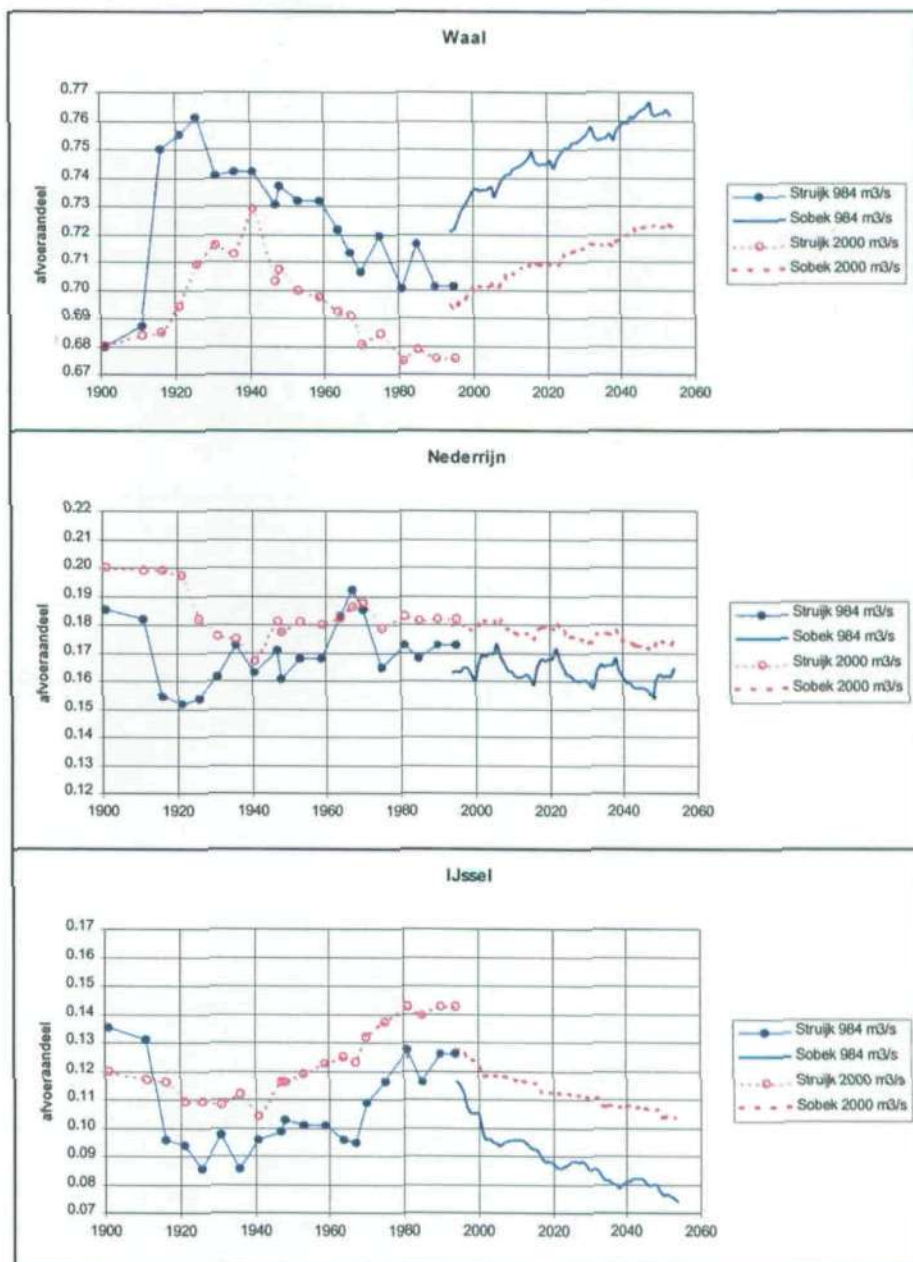 Waal
0.77
0.76
0.75
0.74
0.73
0.72
0.71
0.70
0.69
0.68
0.67
afvoeraandeel
1900 1920 1940 1960 1980 2000 2020 2040 2060
Struijk 984 m3/s
Sobek 984 m3/s
Struijk 2000 m3/s
Sobek 2000 m3/s
Nederrijn
0.22
0.21
0.20
0.19
0.18
0.17
0.16
0.15
0.14
0.13
0.12
afvoeraandeel
1900 1920 1940 1960 1980 2000 2020 2040 2060
Struijk 984 m3/s
Sobek 984 m3/s
Struijk 2000 m3/s
Sobek 2000 m3/s
IJssel
0.17
0.16
0.15
0.14
0.13
0.12
0.11
0.10
0.09
0.08
0.07
afvoeraandeel
1900 1920 1940 1960 1980 2000 2020 2040 2060
Struijk 984 m3/s
Sobek 984 m3/s
Struijk 2000 m3/s
Sobek 2000 m3/s